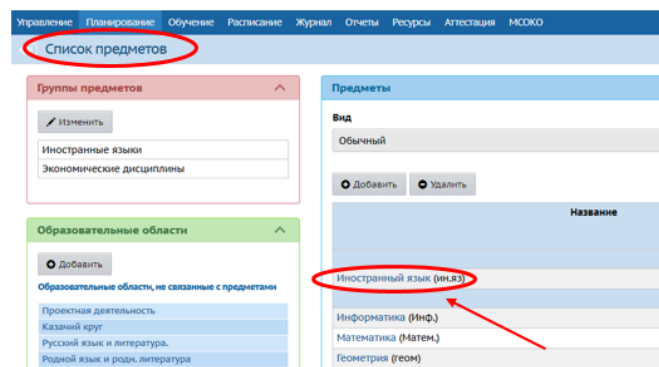 Управление Планирование Обучение Расписание Журнал Отчеты Ресурсы Аттестация МСОКО
Список предметов
Группы предметов
Изменить
Иностранные языки
Экономические дисциплины
Образовательные области
Добавить
Образовательные области, не связанные с предметами
Проектная деятельность
Казачий круг
Русский язык и литература.
Родной язык и родн. литература
Предметы
Вид
Обычный
Добавить Удалить
Название
Иностранный язык (ин.яз)
Информатика (Инф.)
Математика (Матем.)
Геометрия (геом)